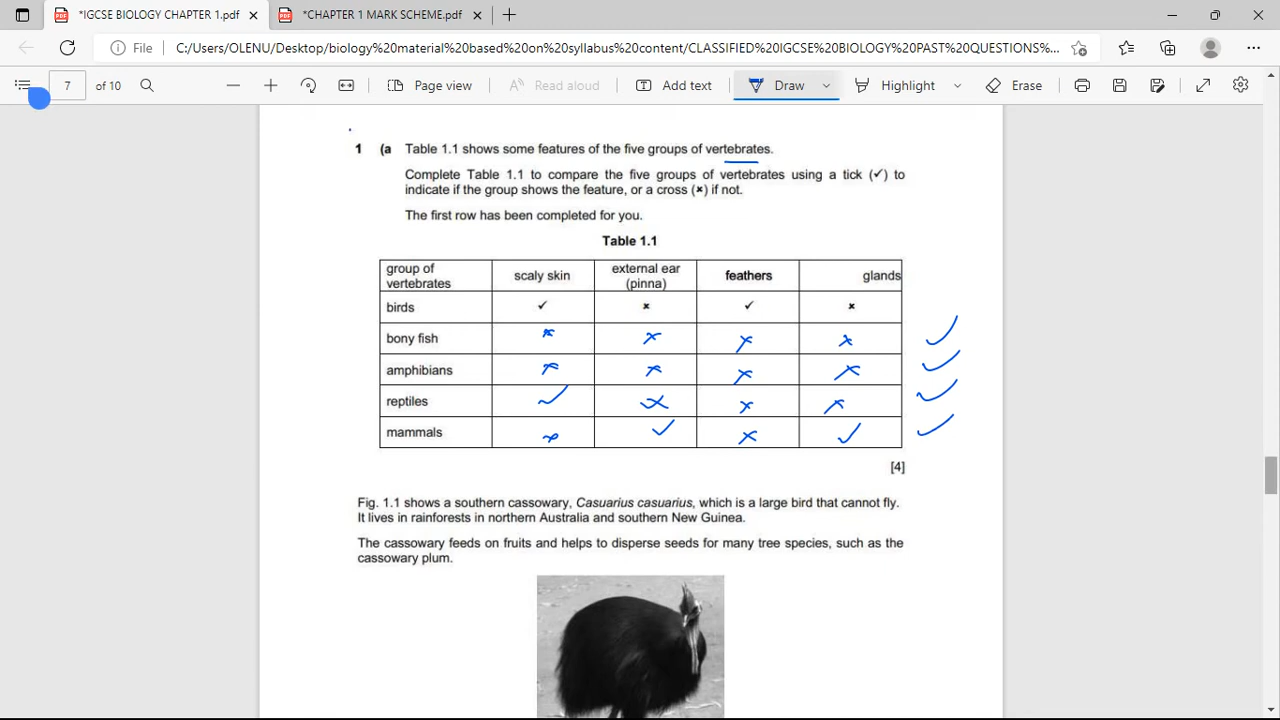 *IGCSE BIOLOGY CHAPTER 1.pdf
*CHAPTER 1 MARK SCHEME.pdf
File C:/Users/OLENU/Desktop/biology%20material%20based%20on%20syllabus%20content/CLASSIFIED%20IGCSE%20BIOLOGY%20PAST%20QUESTIONS%...
7 of 10 Page view Read aloud Add text Draw Highlight Erase
1 (a Table 1.1 shows some features of the five groups of vertebrates.
Complete Table 1.1 to compare the five groups of vertebrates using a tick (✓) to
indicate if the group shows the feature, or a cross (×) if not.
The first row has been completed for you.
Table 1.1
group of vertebrates scaly skin external ear (pinna) feathers glands
birds ✓ × ✓ ×
bony fish × × × × ✓
amphibians × × × × ✓
reptiles ✓ × × × ✓
mammals × ✓ × ✓ ✓
[4]
Fig. 1.1 shows a southern cassowary, Casuarius casuarius, which is a large bird that cannot fly.
It lives in rainforests in northern Australia and southern New Guinea.
The cassowary feeds on fruits and helps to disperse seeds for many tree species, such as the
cassowary plum.